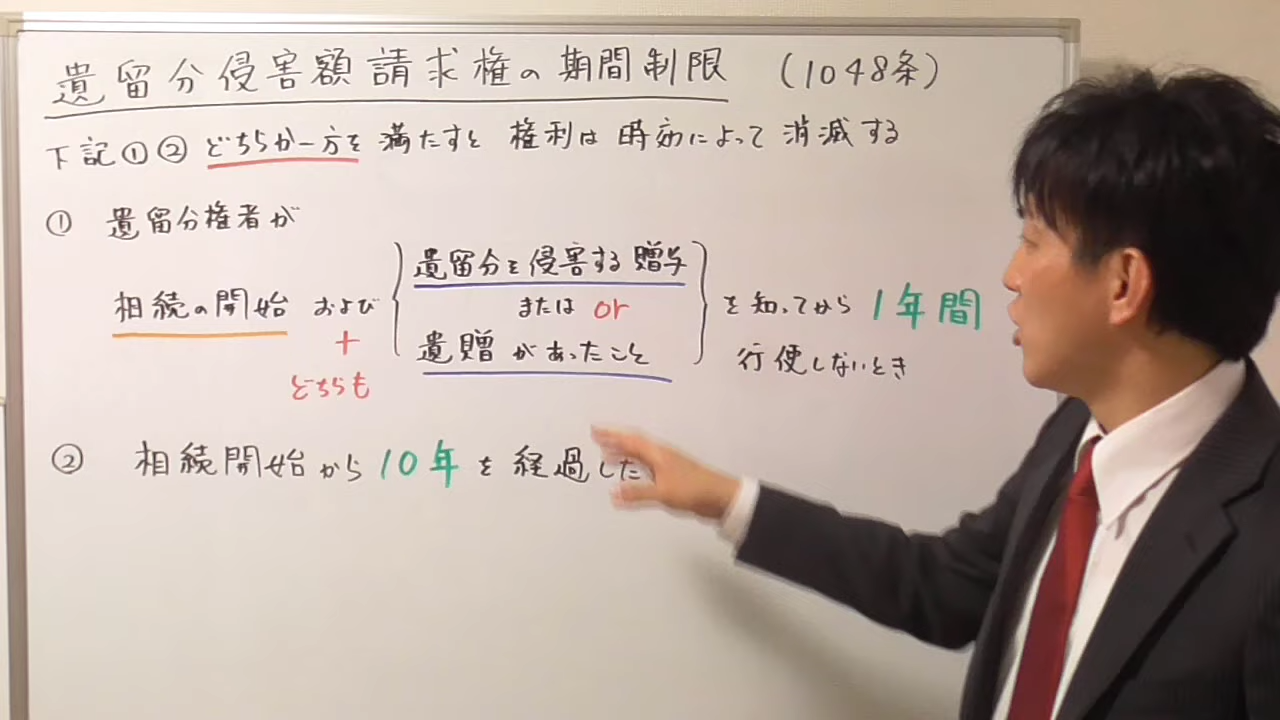 遺留分侵害額請求権の期間制限 (1048条)
下記①② どちらか一方を 満たすと 権利は 時効によって 消滅する
① 遺留分権者が
相続の開始 および { 遺留分を侵害する贈与
または or
遺贈 があったこと } を知ってから 1年間
行使しないとき
+
どちらも
② 相続開始から 10年 を 経過した